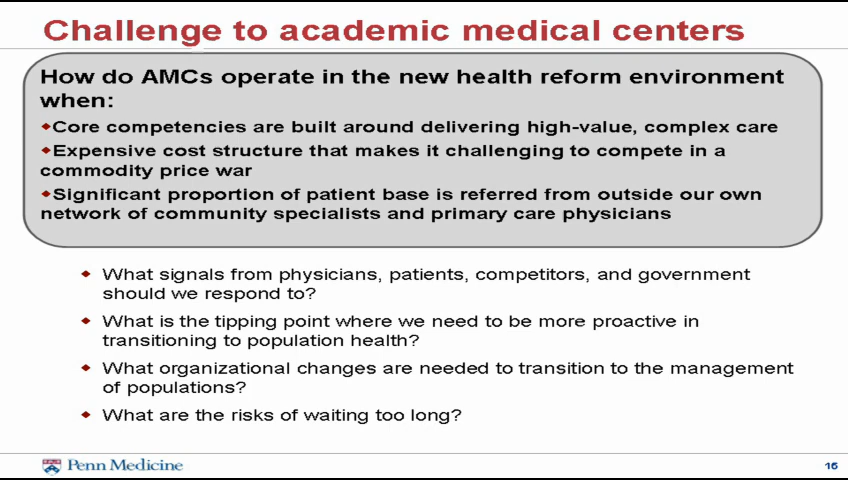 Challenge to academic medical centers
How do AMCs operate in the new health reform environment
when:
Core competencies are built around delivering high-value, complex care
Expensive cost structure that makes it challenging to compete in a
commodity price war
Significant proportion of patient base is referred from outside our own
network of community specialists and primary care physicians
What signals from physicians, patients, competitors, and government
should we respond to?
What is the tipping point where we need to be more proactive in
transitioning to population health?
What organizational changes are needed to transition to the management
of populations?
What are the risks of waiting too long?
Penn Medicine
16